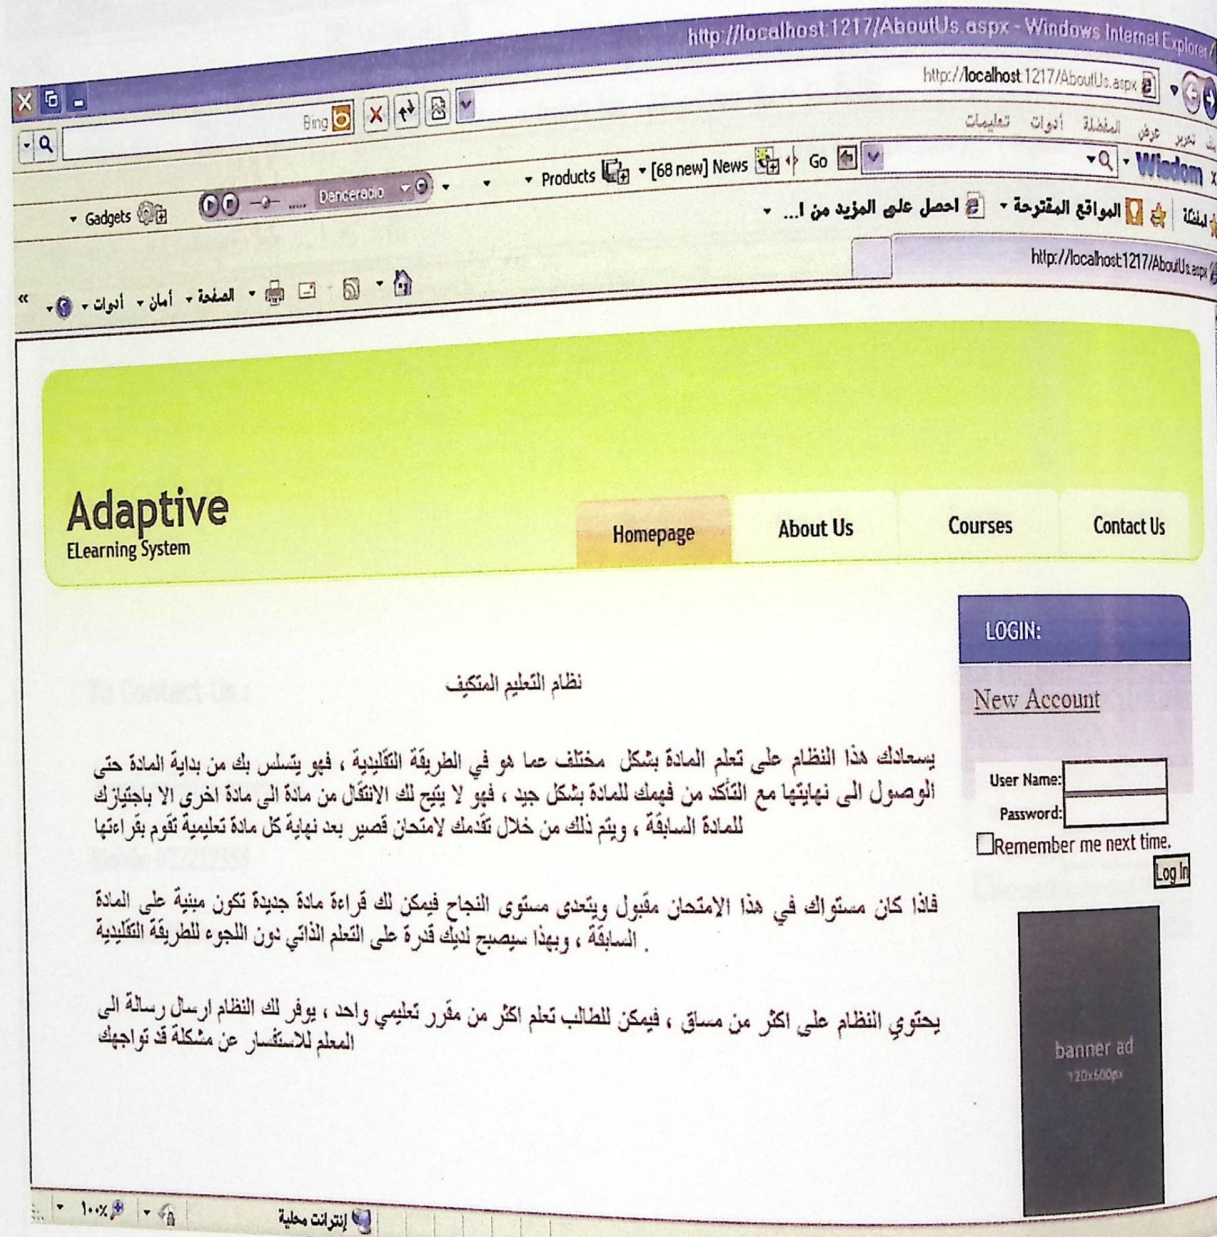 http://localhost:1217/AboutUs.aspx - Windows Internet Explorer
http://localhost:1217/AboutUs.aspx
Bing
تحرير عرض المفضلة أدوات تعليمات
Wisdom
Go
[68 new] News
Products
Danceradio
Gadgets
المواقع المقترحة
احصل على المزيد من ا...
http://localhost:1217/AboutUs.aspx
الصفحة أمان أدوات
Adaptive
ELearning System
Homepage
About Us
Courses
Contact Us
LOGIN:
New Account
User Name:
Password:
Remember me next time.
Log In
banner ad
120x600px
نظام التعليم المتكيف
يسعادك هذا النظام على تعلم المادة بشكل مختلف عما هو في الطريقة التقليدية ، فهو يتسلس بك من بداية المادة حتى
الوصول الى نهايتها مع التأكد من فهمك للمادة بشكل جيد ، فهو لا يتيح لك الانتقال من مادة الى مادة اخرى الا باجتيازك
للمادة السابقة ، ويتم ذلك من خلال تقدمك لامتحان قصير بعد نهاية كل مادة تعليمية تقوم بقراءتها
فاذا كان مستواك في هذا الامتحان مقبول ويتعدى مستوى النجاح فيمكن لك قراءة مادة جديدة تكون مبنية على المادة
السابقة ، وبهذا سيصبح لديك قدرة على التعلم الذاتي دون اللجوء للطريقة التقليدية .
يحتوي النظام على اكثر من مساق ، فيمكن للطالب تعلم اكثر من مقرر تعليمي واحد ، يوفر لك النظام ارسال رسالة الى
المعلم للاستفسار عن مشكلة قد تواجهك
إنترانت محلية
١٠٠%